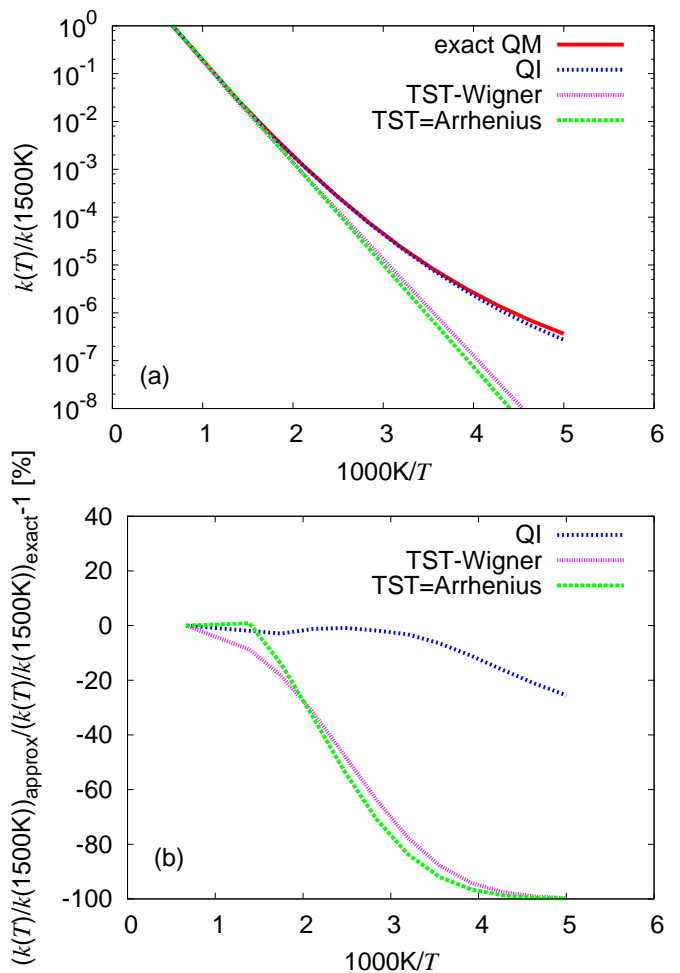 10^0
10^-1
10^-2
10^-3
10^-4
10^-5
10^-6
10^-7
10^-8
k(T)/k(1500K)
exact QM
QI
TST-Wigner
TST=Arrhenius
(a)
0 1 2 3 4 5 6
1000K/T
40
20
0
-20
-40
-60
-80
-100
(k(T)/k(1500K))approx/(k(T)/k(1500K))exact-1 [%]
QI
TST-Wigner
TST=Arrhenius
(b)
0 1 2 3 4 5 6
1000K/T